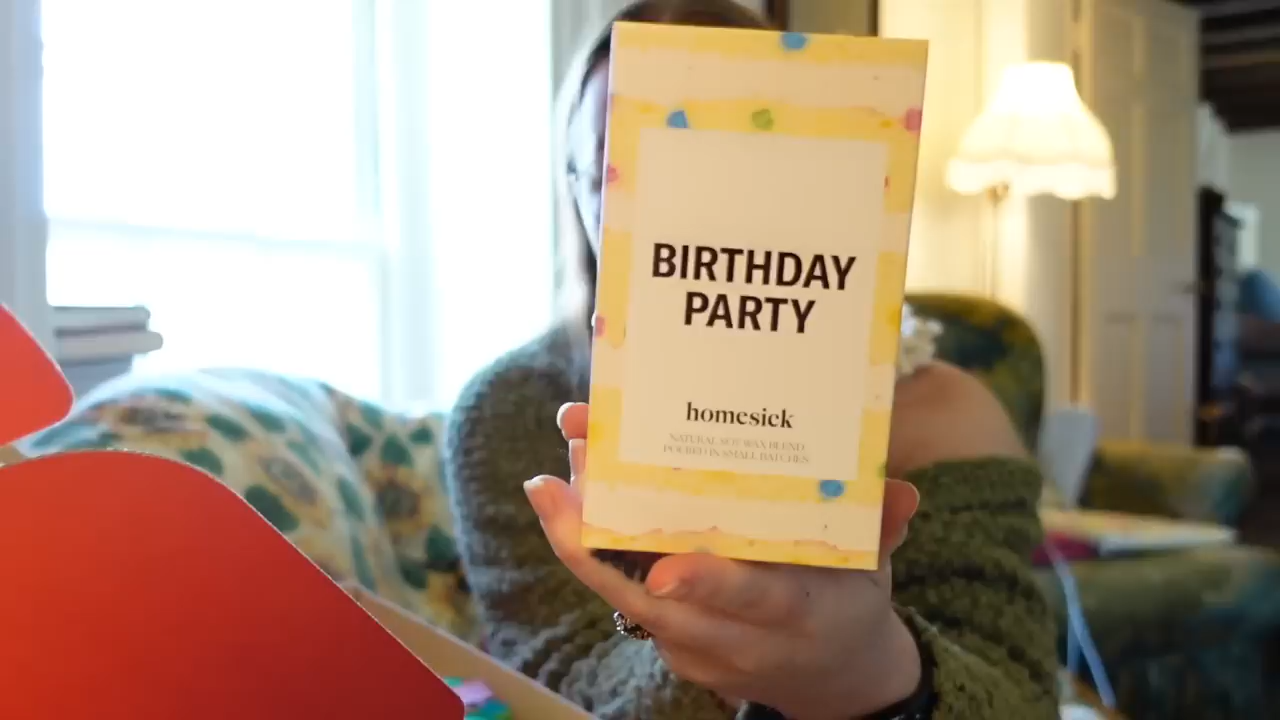 BIRTHDAY
PARTY
homesick
NATURAL SOY WAX BLEND
POURED IN SMALL BATCHES